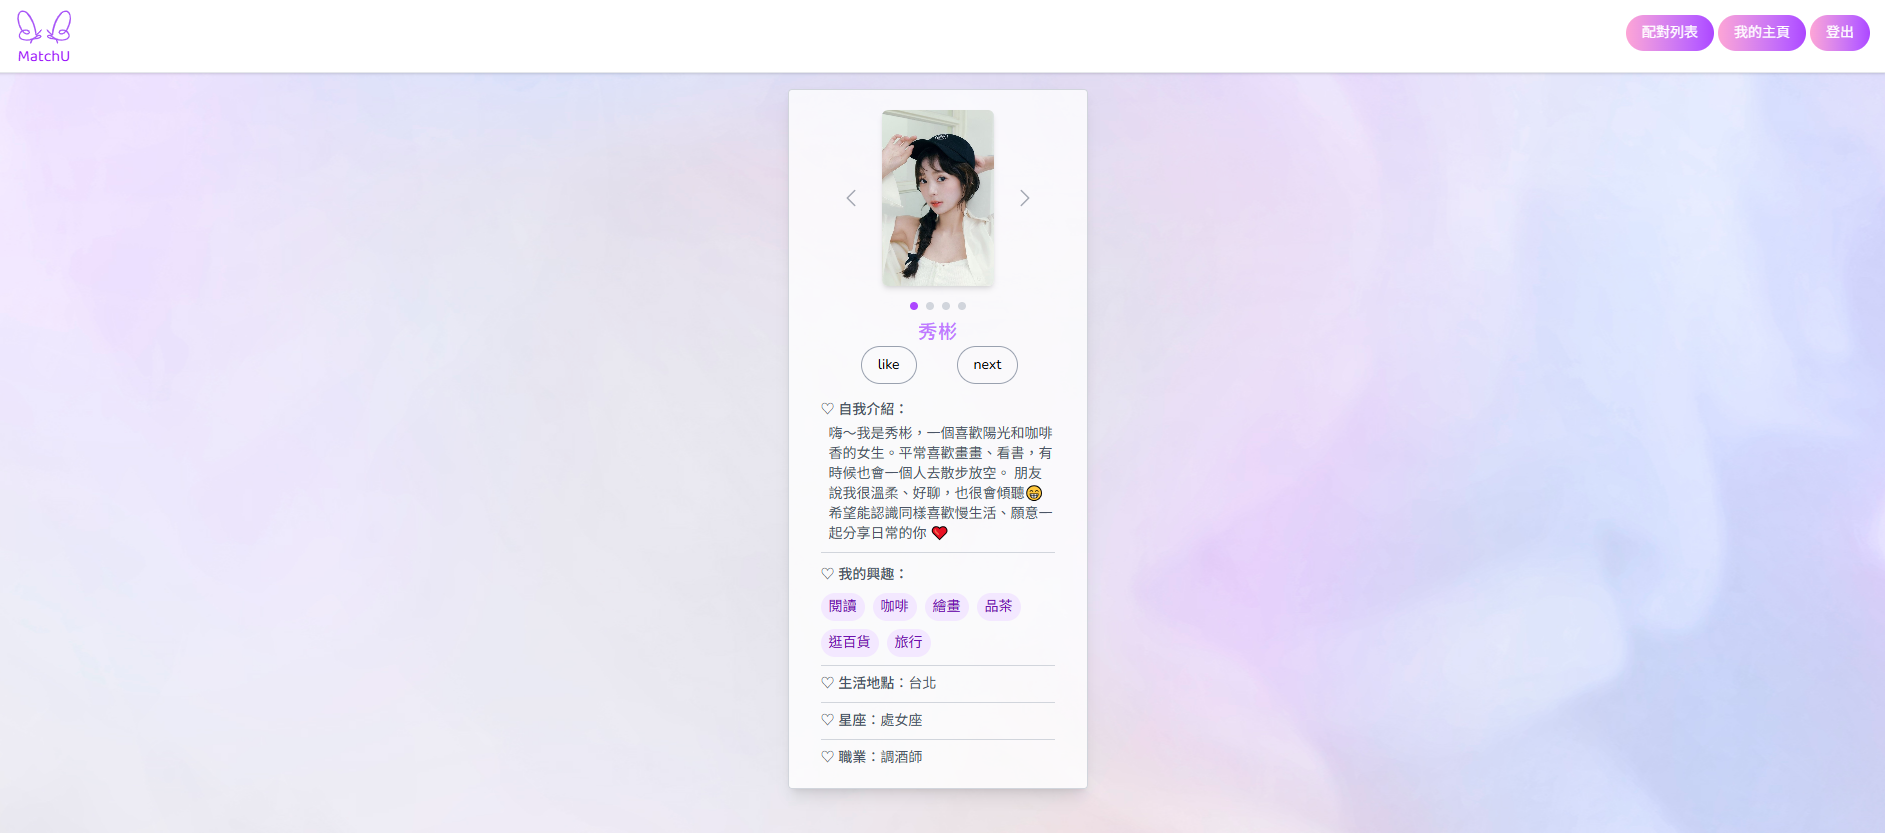 MatchU
配對列表 我的主頁 登出
秀彬
like next
♡ 自我介紹：
嗨～我是秀彬，一個喜歡陽光和咖啡
香的女生。平常喜歡畫畫、看書，有
時候也會一個人去散步放空。 朋友
說我很溫柔、好聊，也很會傾聽😁
希望能認識同樣喜歡慢生活、願意一
起分享日常的你 ❤️
♡ 我的興趣：
閱讀 咖啡 繪畫 品茶
逛百貨 旅行
♡ 生活地點：台北
♡ 星座：處女座
♡ 職業：調酒師